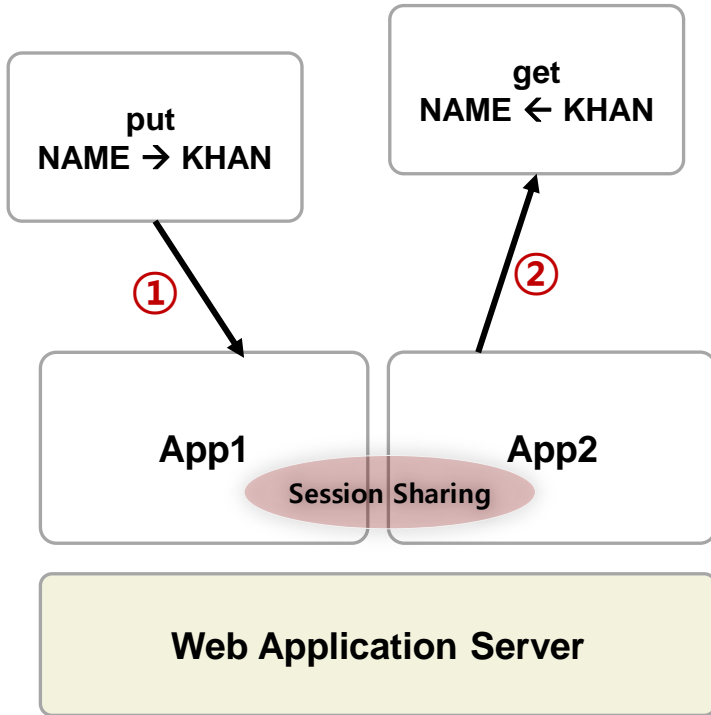 put
NAME → KHAN
get
NAME ← KHAN
①
②
App1
App2
Session Sharing
Web Application Server